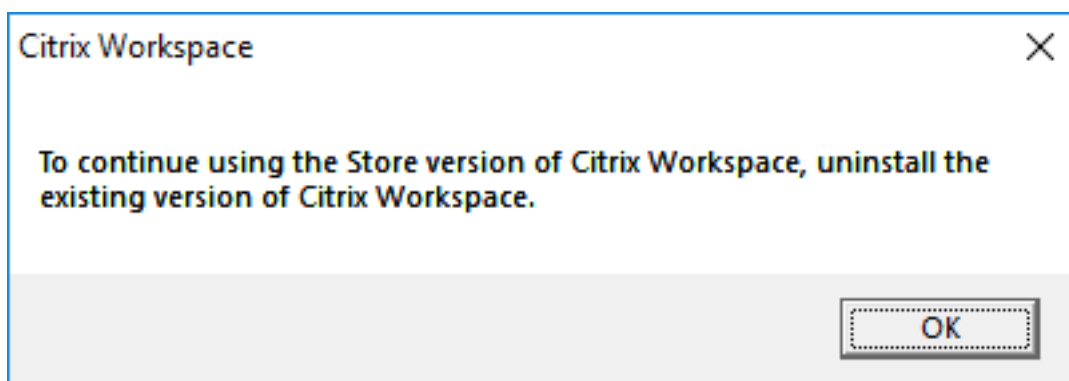 Citrix Workspace
To continue using the Store version of Citrix Workspace, uninstall the
existing version of Citrix Workspace.
OK